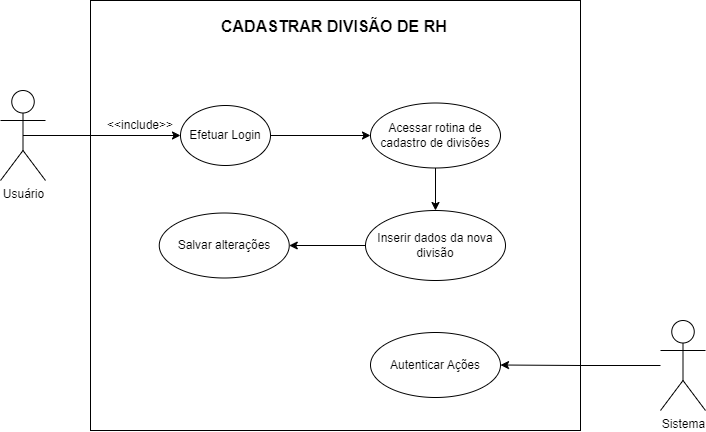 CADASTRAR DIVISÃO DE RH
<<include>>
Efetuar Login
Acessar rotina de
cadastro de divisões
Usuário
Salvar alterações
Inserir dados da nova
divisão
Autenticar Ações
Sistema